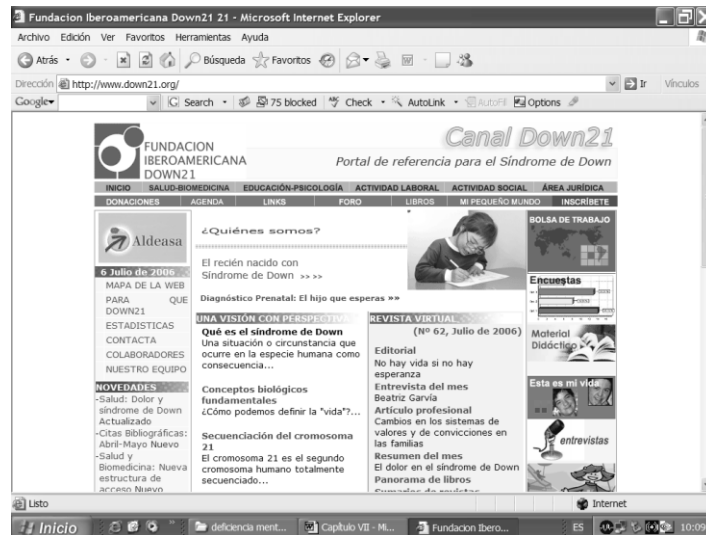 Fundacion Iberoamericana Down21 21 - Microsoft Internet Explorer
Archivo Edición Ver Favoritos Herramientas Ayuda
Atrás Búsqueda Favoritos
Dirección http://www.down21.org/ Ir Vínculos
Google Search 75 blocked Check AutoLink AutoFill Options
Canal Down21
FUNDACION
IBEROAMERICANA
DOWN21
Portal de referencia para el Síndrome de Down
INICIO SALUD-BIOMEDICINA EDUCACIÓN-PSICOLOGÍA ACTIVIDAD LABORAL ACTIVIDAD SOCIAL ÁREA JURÍDICA
DONACIONES AGENDA LINKS FORO LIBROS MI PEQUEÑO MUNDO INSCRÍBETE
Aldeasa
6 Julio de 2006
MAPA DE LA WEB
PARA QUE
DOWN21
ESTADISTICAS
CONTACTA
COLABORADORES
NUESTRO EQUIPO
NOVEDADES
-Salud: Dolor y
síndrome de Down
Actualizado
-Citas Bibliográficas:
Abril-Mayo Nuevo
-Salud y
Biomedicina: Nueva
estructura de
acceso Nuevo
¿Quiénes somos?
El recién nacido con
Síndrome de Down >> >>
Diagnóstico Prenatal: El hijo que esperas »»
UNA VISIÓN CON PERSPECTIVA
Qué es el síndrome de Down
Una situación o circunstancia que
ocurre en la especie humana como
consecuencia...
Conceptos biológicos
fundamentales
¿Cómo podemos definir la "vida"?...
Secuenciación del cromosoma
21
El cromosoma 21 es el segundo
cromosoma humano totalmente
secuenciado...
REVISTA VIRTUAL
(Nº 62, Julio de 2006)
Editorial
No hay vida si no hay
esperanza
Entrevista del mes
Beatriz Garvía
Artículo profesional
Cambios en los sistemas de
valores y de convicciones en
las familias
Resumen del mes
El dolor en el síndrome de Down
Panorama de libros
Sumarios de revistas
BOLSA DE TRABAJO
Encuestas
Material
Didáctico
Esta es mi vida
entrevistas
Listo Internet
Inicio deficiencia ment... Capítulo VII - Mi... Fundacion Ibero... ES 10:09